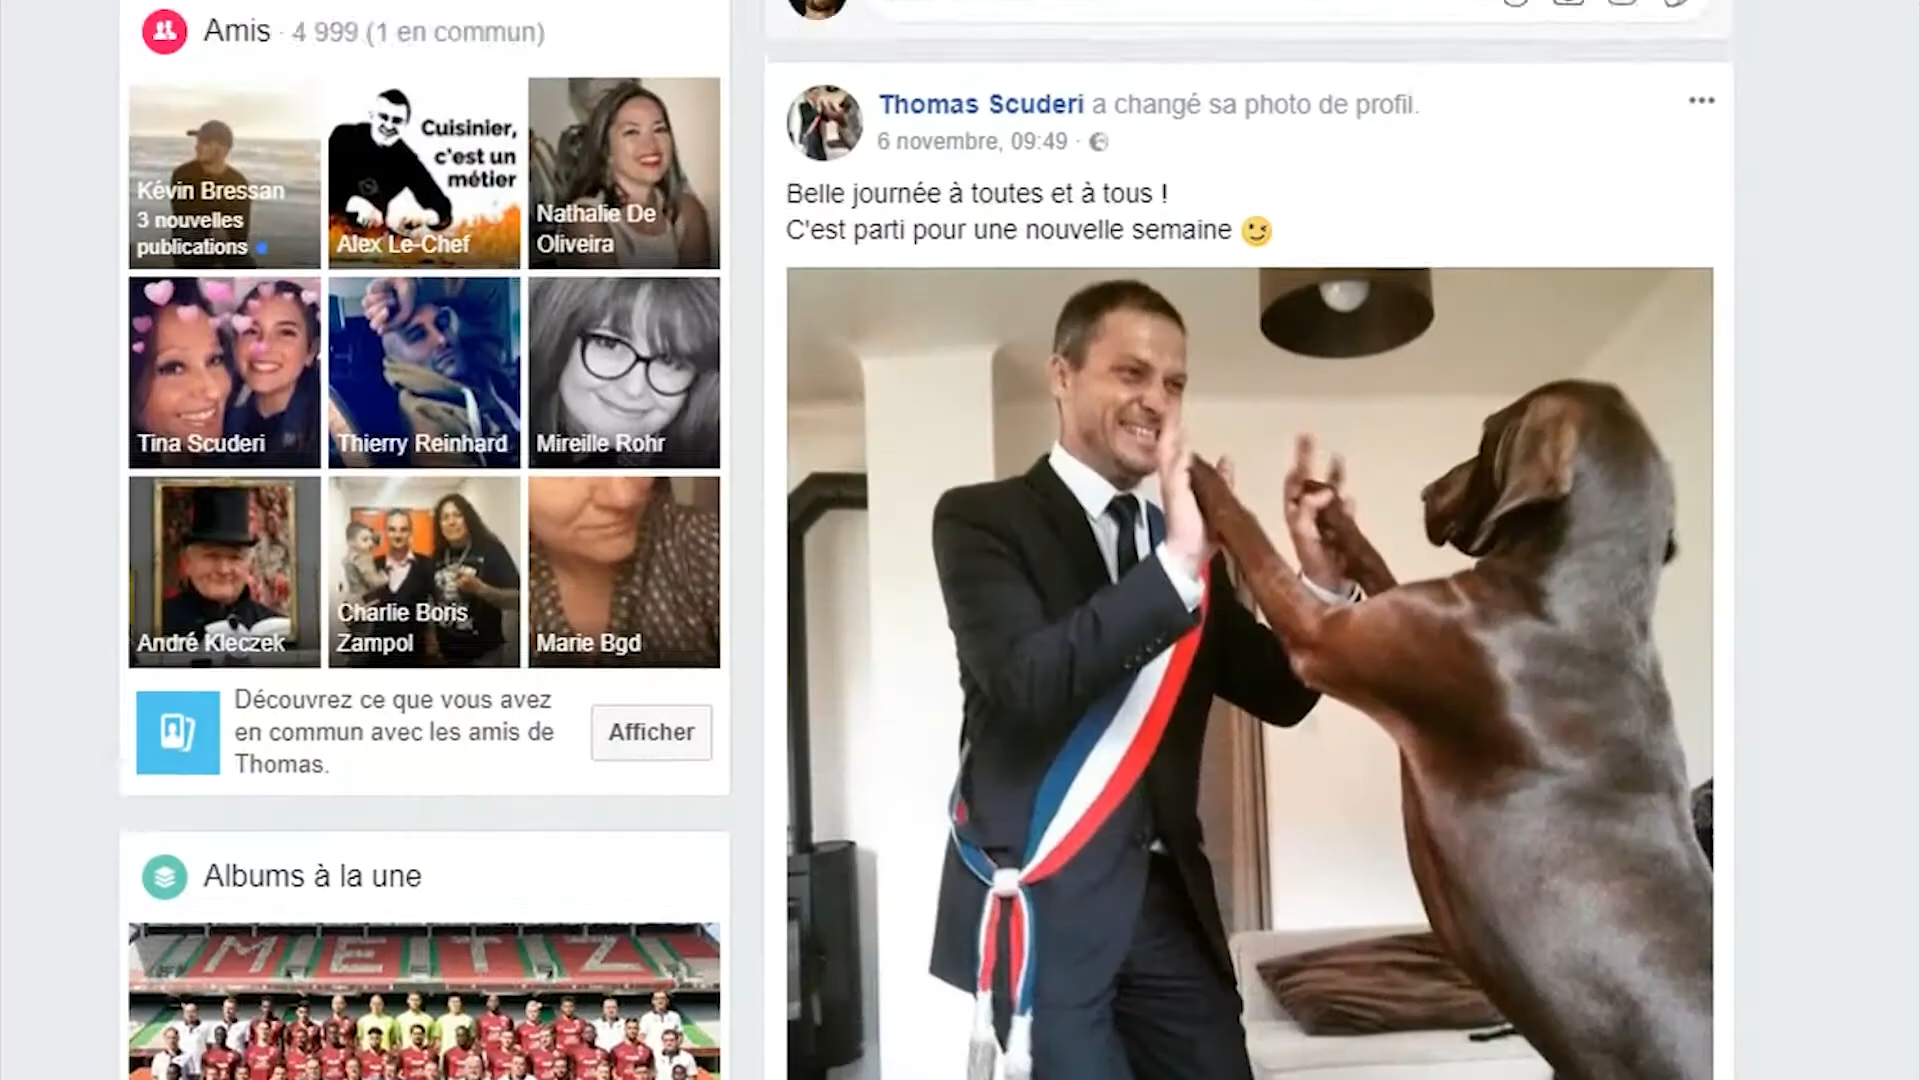 Amis · 4 999 (1 en commun)
Kévin Bressan
3 nouvelles
publications
Cuisinier,
c'est un
métier
Alex Le-Chef
Nathalie De
Oliveira
Tina Scuderi
Thierry Reinhard
Mireille Rohr
André Kleczek
Charlie Boris
Zampol
Marie Bgd
Découvrez ce que vous avez
en commun avec les amis de
Thomas.
Afficher
Albums à la une
METZ
Thomas Scuderi a changé sa photo de profil.
6 novembre, 09:49 ·
Belle journée à toutes et à tous !
C'est parti pour une nouvelle semaine 😉